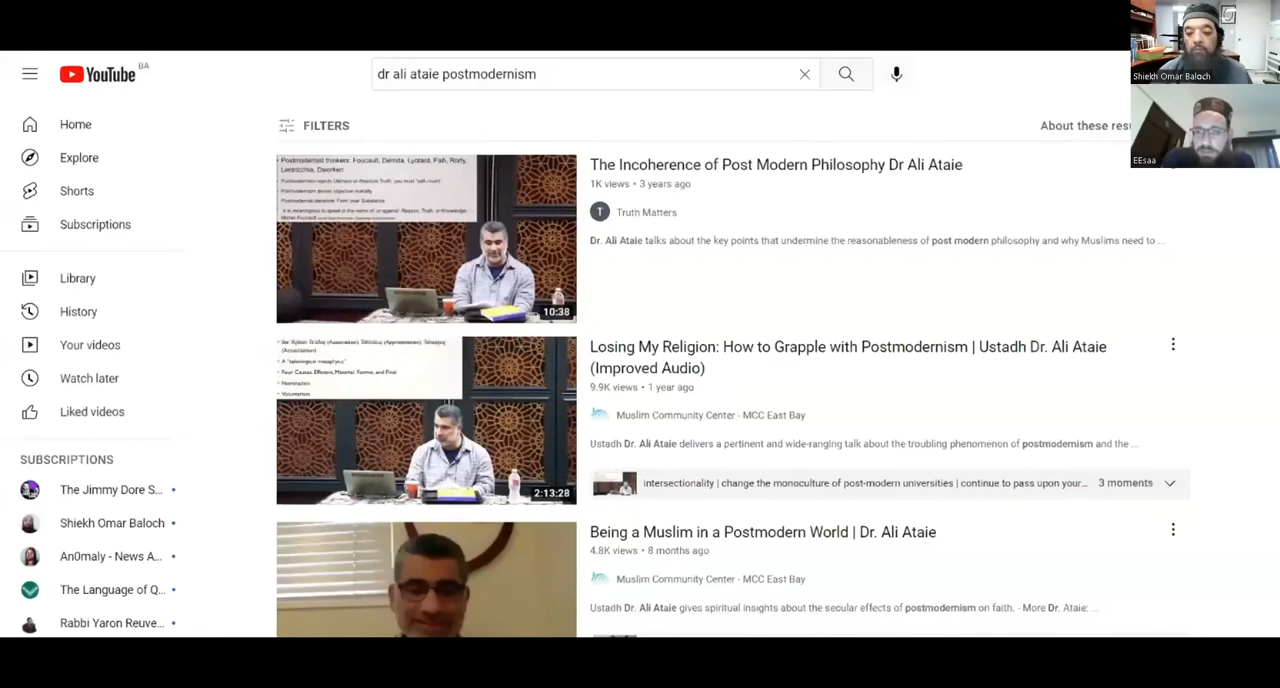 YouTube BA
dr ali ataie postmodernism
Shiekh Omar Baloch
EEsaa
Home
Explore
Shorts
Subscriptions
Library
History
Your videos
Watch later
Liked videos
SUBSCRIPTIONS
The Jimmy Dore S...
Shiekh Omar Baloch
An0maly - News A...
The Language of Q...
Rabbi Yaron Reuve...
FILTERS
About these resu
Postmodernist thinkers: Foucault, Derrida, Lyotard, Fish, Rorty,
10:38
The Incoherence of Post Modern Philosophy Dr Ali Ataie
1K views • 3 years ago
T Truth Matters
Dr. Ali Ataie talks about the key points that undermine the reasonableness of post modern philosophy and why Muslims need to ...
A "teleological metaphysic"
Four Causes: Efficient, Material, Formal, and Final
Nominalism
Voluntarism
2:13:28
Losing My Religion: How to Grapple with Postmodernism | Ustadh Dr. Ali Ataie
(Improved Audio)
9.9K views • 1 year ago
Muslim Community Center - MCC East Bay
Ustadh Dr. Ali Ataie delivers a pertinent and wide-ranging talk about the troubling phenomenon of postmodernism and the ...
intersectionality | change the monoculture of post-modern universities | continue to pass upon your... 3 moments
Being a Muslim in a Postmodern World | Dr. Ali Ataie
4.8K views • 8 months ago
Muslim Community Center - MCC East Bay
Ustadh Dr. Ali Ataie gives spiritual insights about the secular effects of postmodernism on faith. - More Dr. Ataie: ...